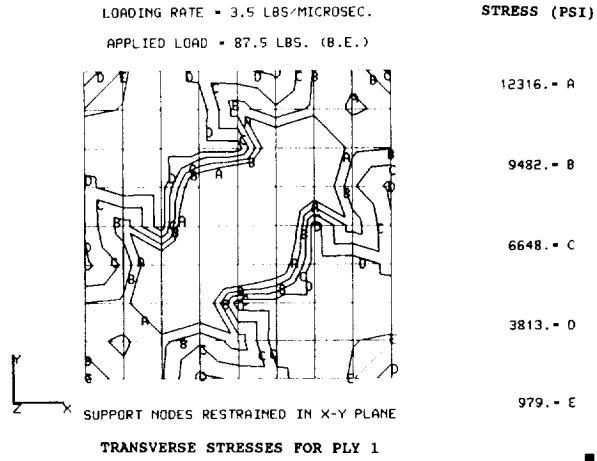 LOADING RATE = 3.5 LBS/MICROSEC.
STRESS (PSI)
APPLIED LOAD = 87.5 LBS. (B.E.)
12316.= A
9482.= B
6648.= C
3813.= D
979.= E
Y
Z X
SUPPORT NODES RESTRAINED IN X-Y PLANE
TRANSVERSE STRESSES FOR PLY 1